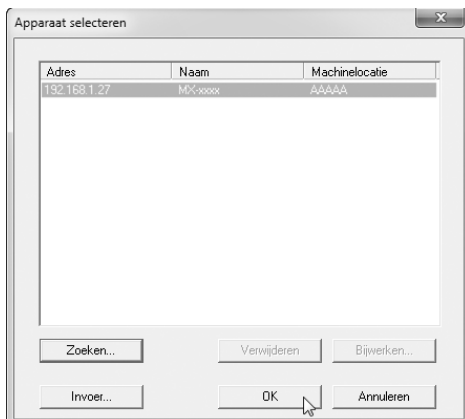 Apparaat selecteren
Adres Naam Machinelocatie
192.168.1.27 MX-xxxx AAAAA
Zoeken... Verwijderen Bijwerken...
Invoer... OK Annuleren